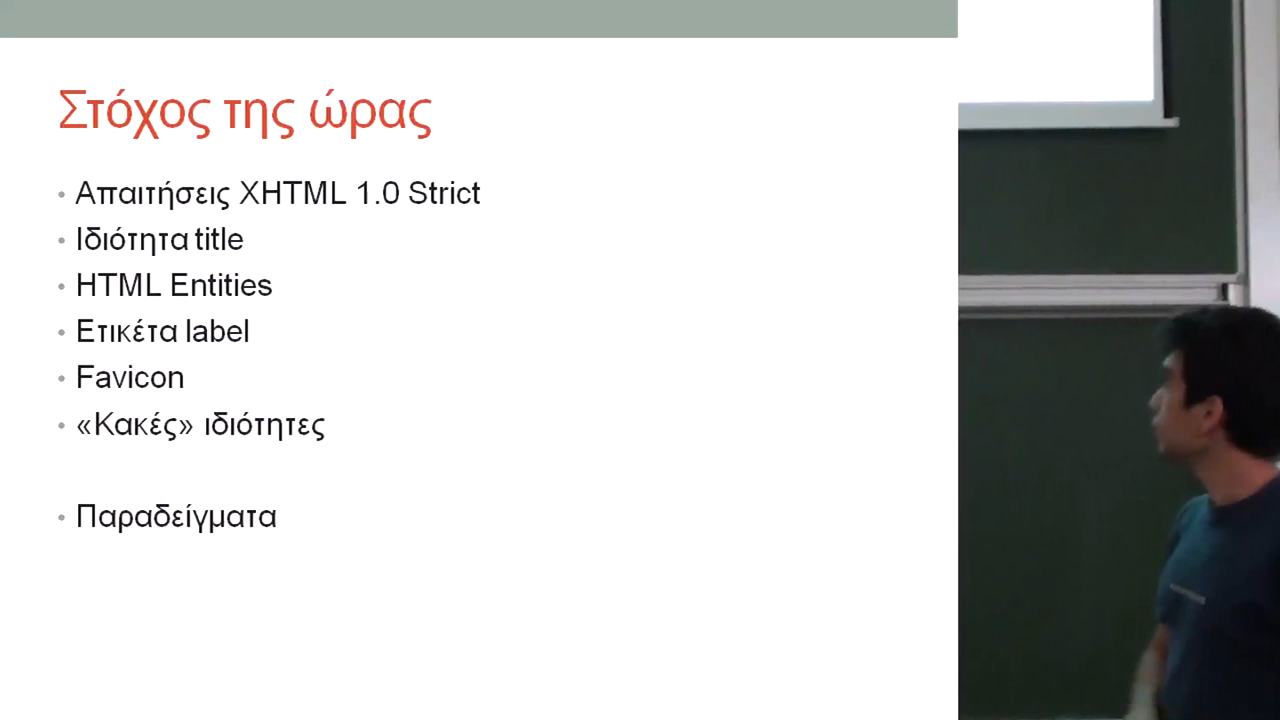 Στόχος της ώρας
• Απαιτήσεις XHTML 1.0 Strict
• Ιδιότητα title
• HTML Entities
• Ετικέτα label
• Favicon
• «Κακές» ιδιότητες
• Παραδείγματα